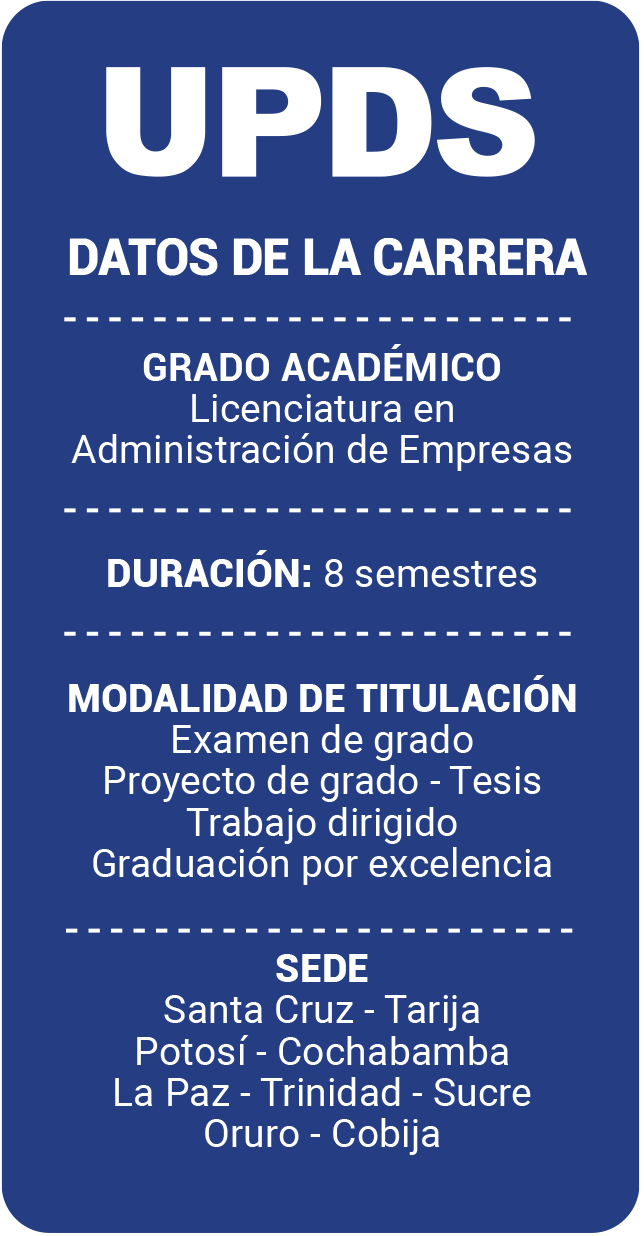 UPDS
DATOS DE LA CARRERA
GRADO ACADÉMICO
Licenciatura en
Administración de Empresas
DURACIÓN: 8 semestres
MODALIDAD DE TITULACIÓN
Examen de grado
Proyecto de grado - Tesis
Trabajo dirigido
Graduación por excelencia
SEDE
Santa Cruz - Tarija
Potosí - Cochabamba
La Paz - Trinidad - Sucre
Oruro - Cobija